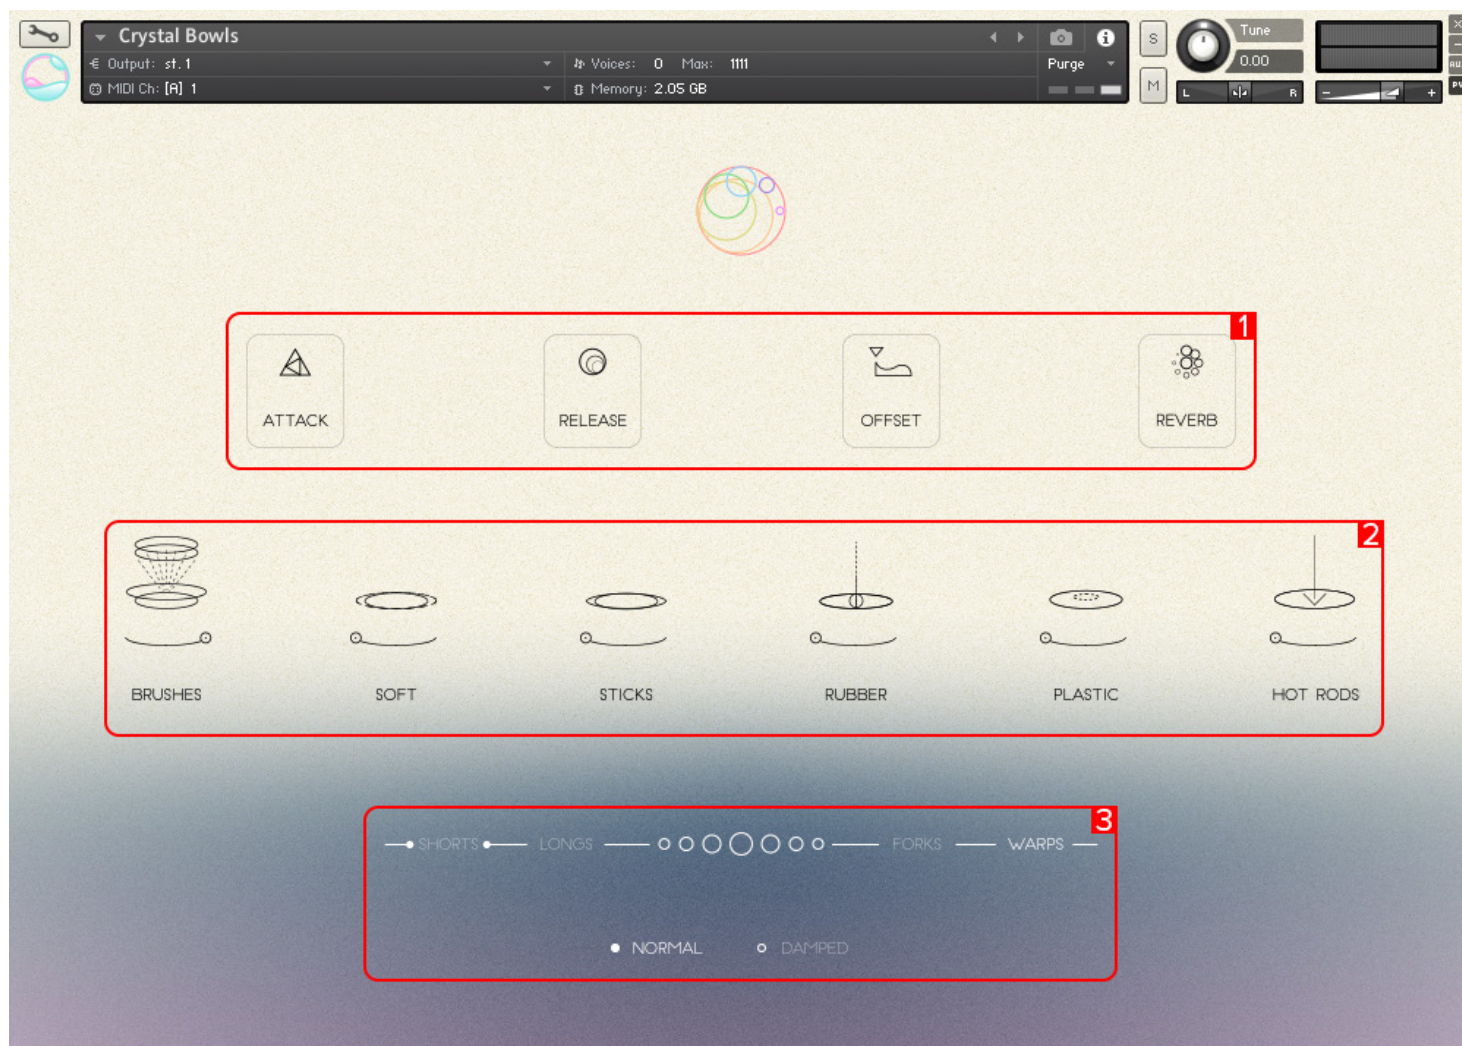 Crystal Bowls
Output: st. 1
Voices: 0 Max: 1111
Purge
MIDI Ch: [A] 1
Memory: 2.05 GB
S
M
Tune
0.00
L R
- +
AUX
PV
1
ATTACK RELEASE OFFSET REVERB
2
BRUSHES SOFT STICKS RUBBER PLASTIC HOT RODS
3
SHORTS LONGS FORKS WARPS
NORMAL DAMPED